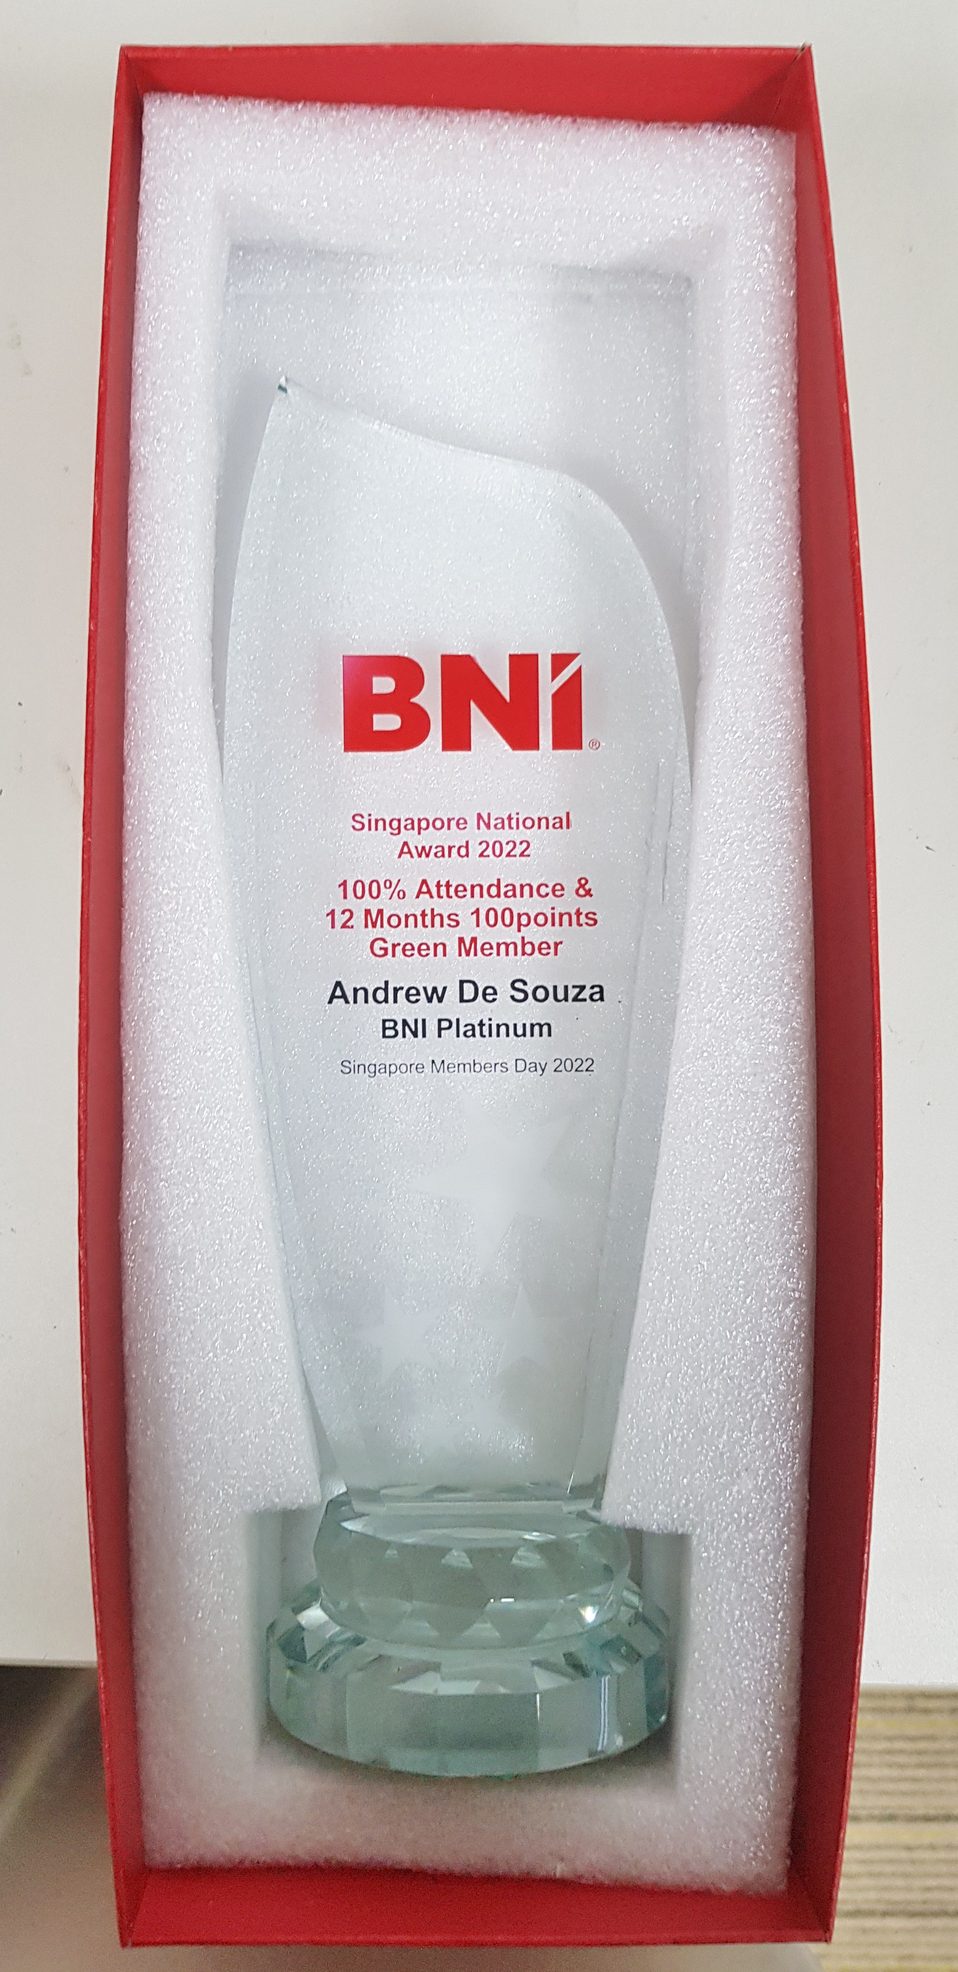 BNI®
Singapore National
Award 2022
100% Attendance &
12 Months 100points
Green Member
Andrew De Souza
BNI Platinum
Singapore Members Day 2022